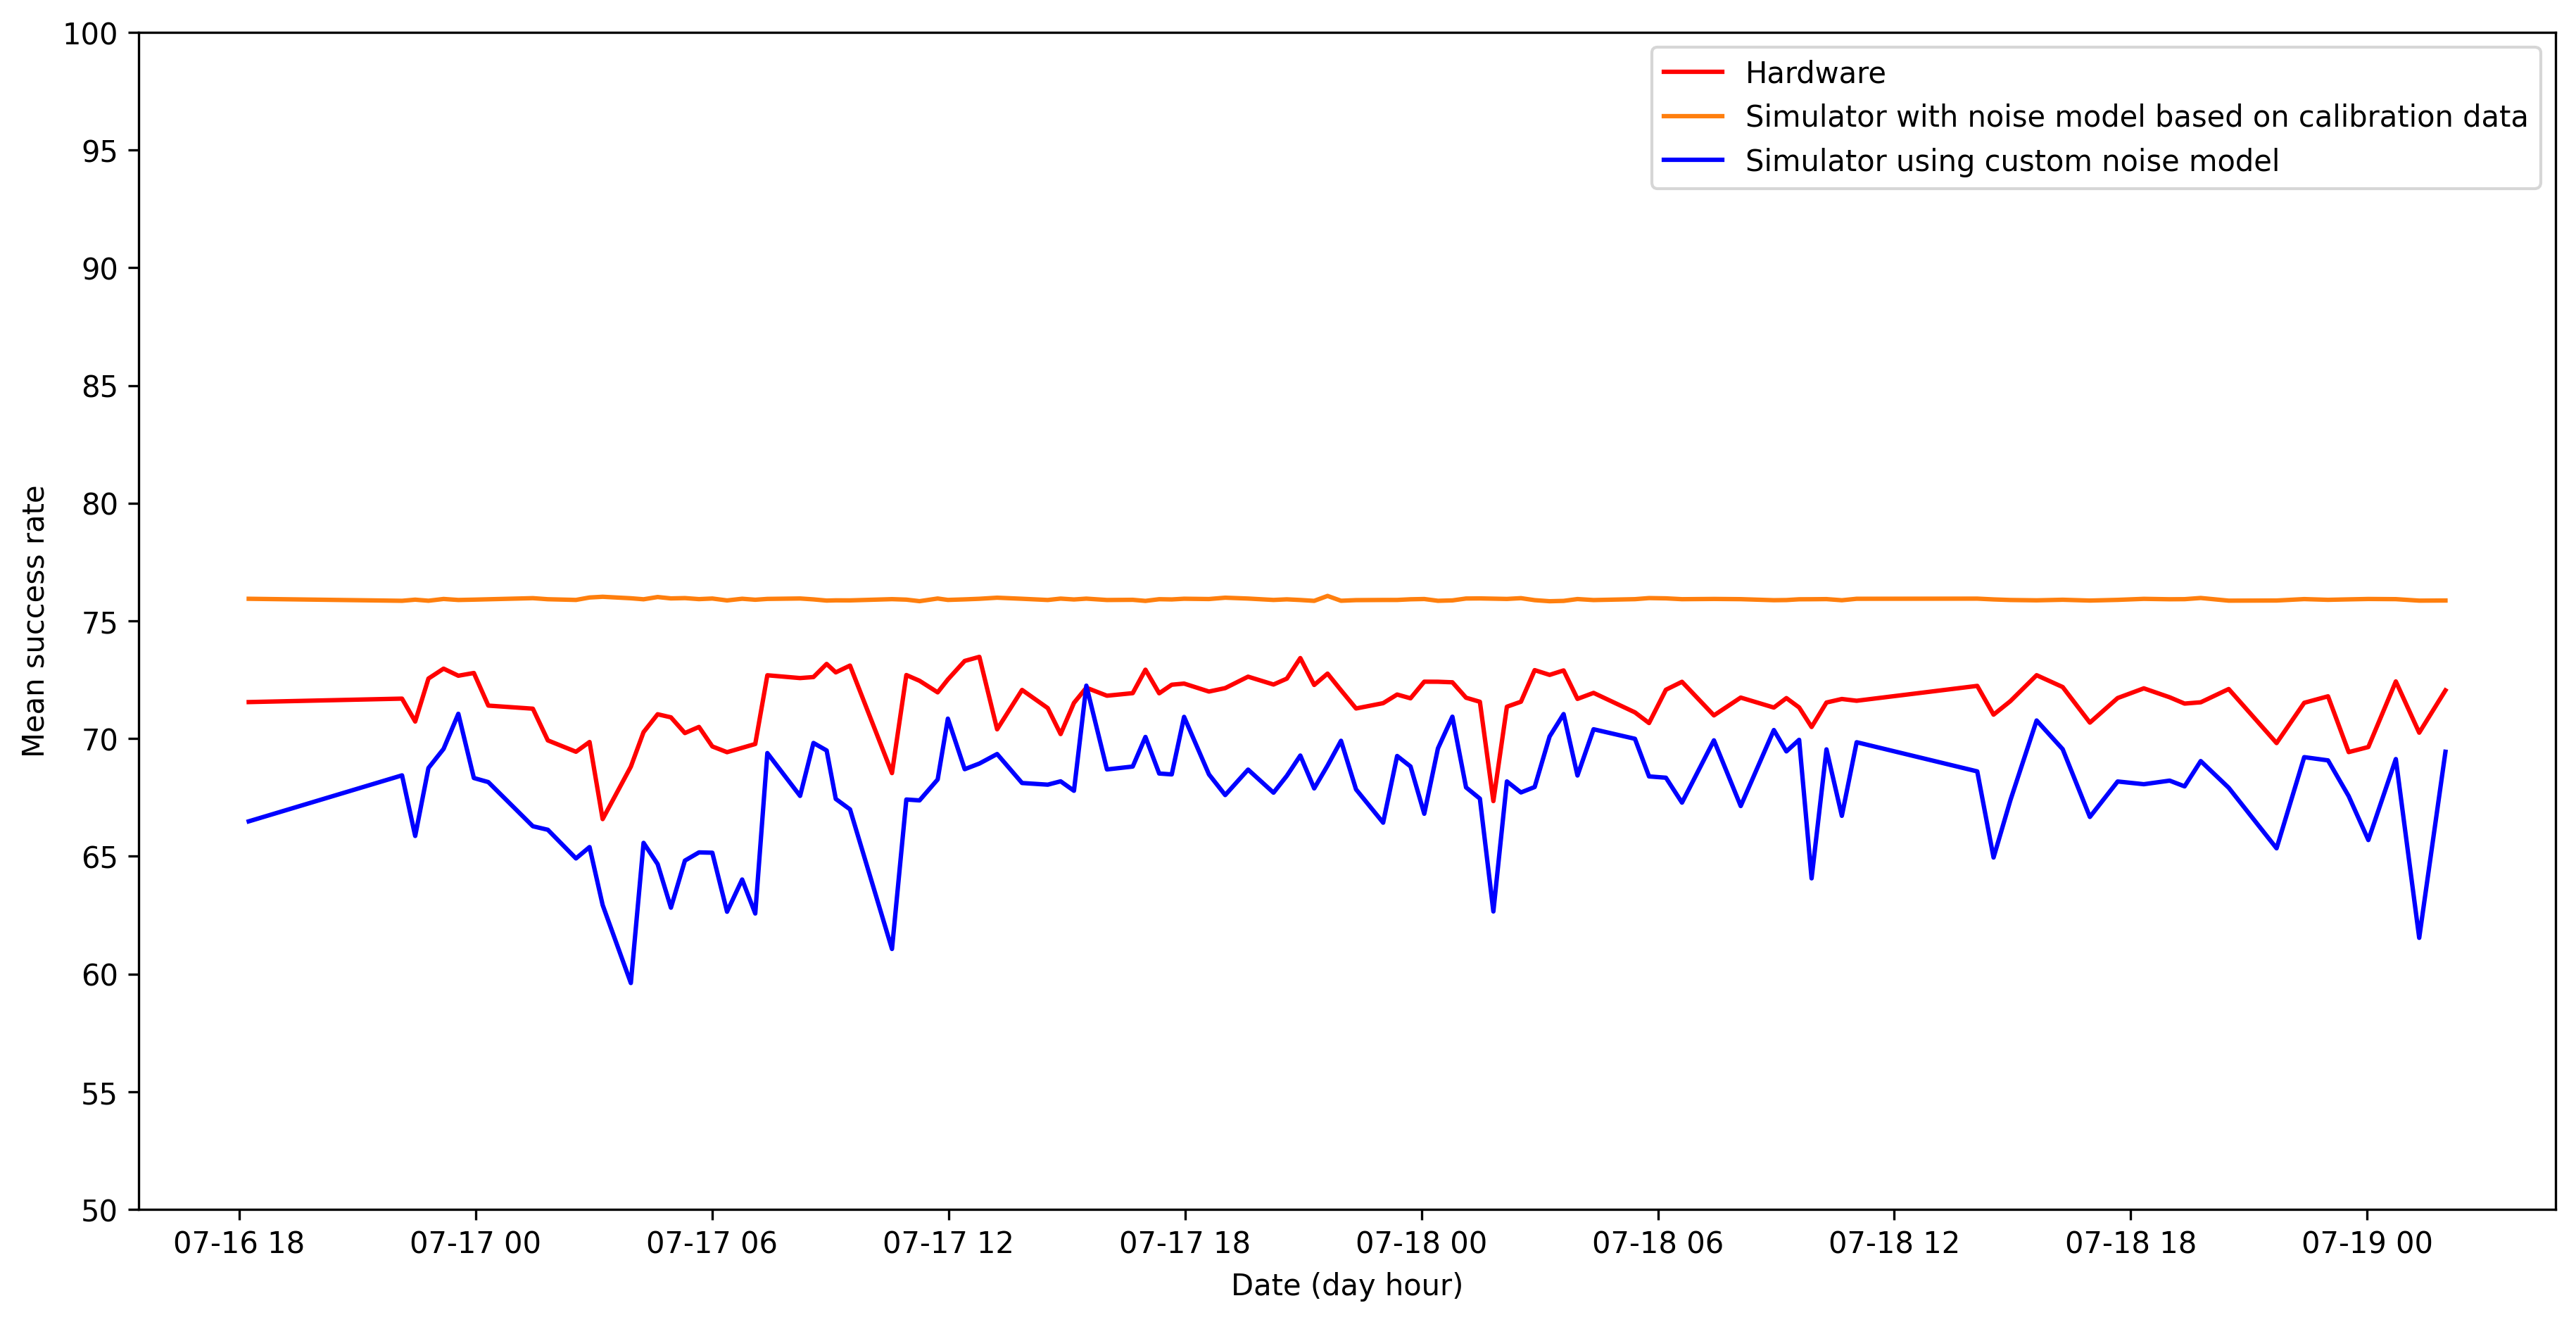 100
95
90
85
80
75
70
65
60
55
50
Mean success rate
Hardware
Simulator with noise model based on calibration data
Simulator using custom noise model
07-16 18 07-17 00 07-17 06 07-17 12 07-17 18 07-18 00 07-18 06 07-18 12 07-18 18 07-19 00
Date (day hour)